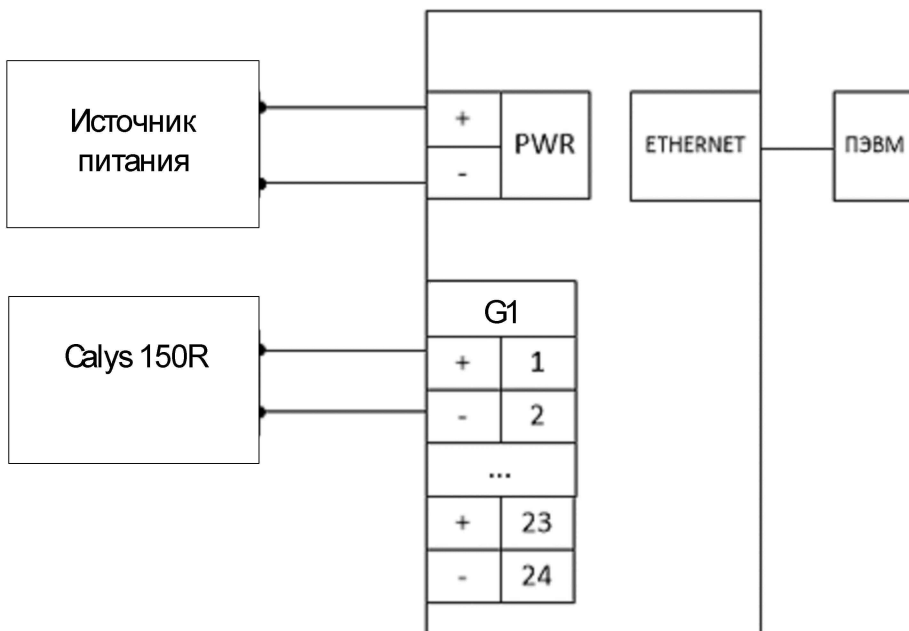 Источник
питания
+
PWR
-
ETHERNET
ПЭВМ
Calys 150R
G1
+ 1
- 2
...
+ 23
- 24